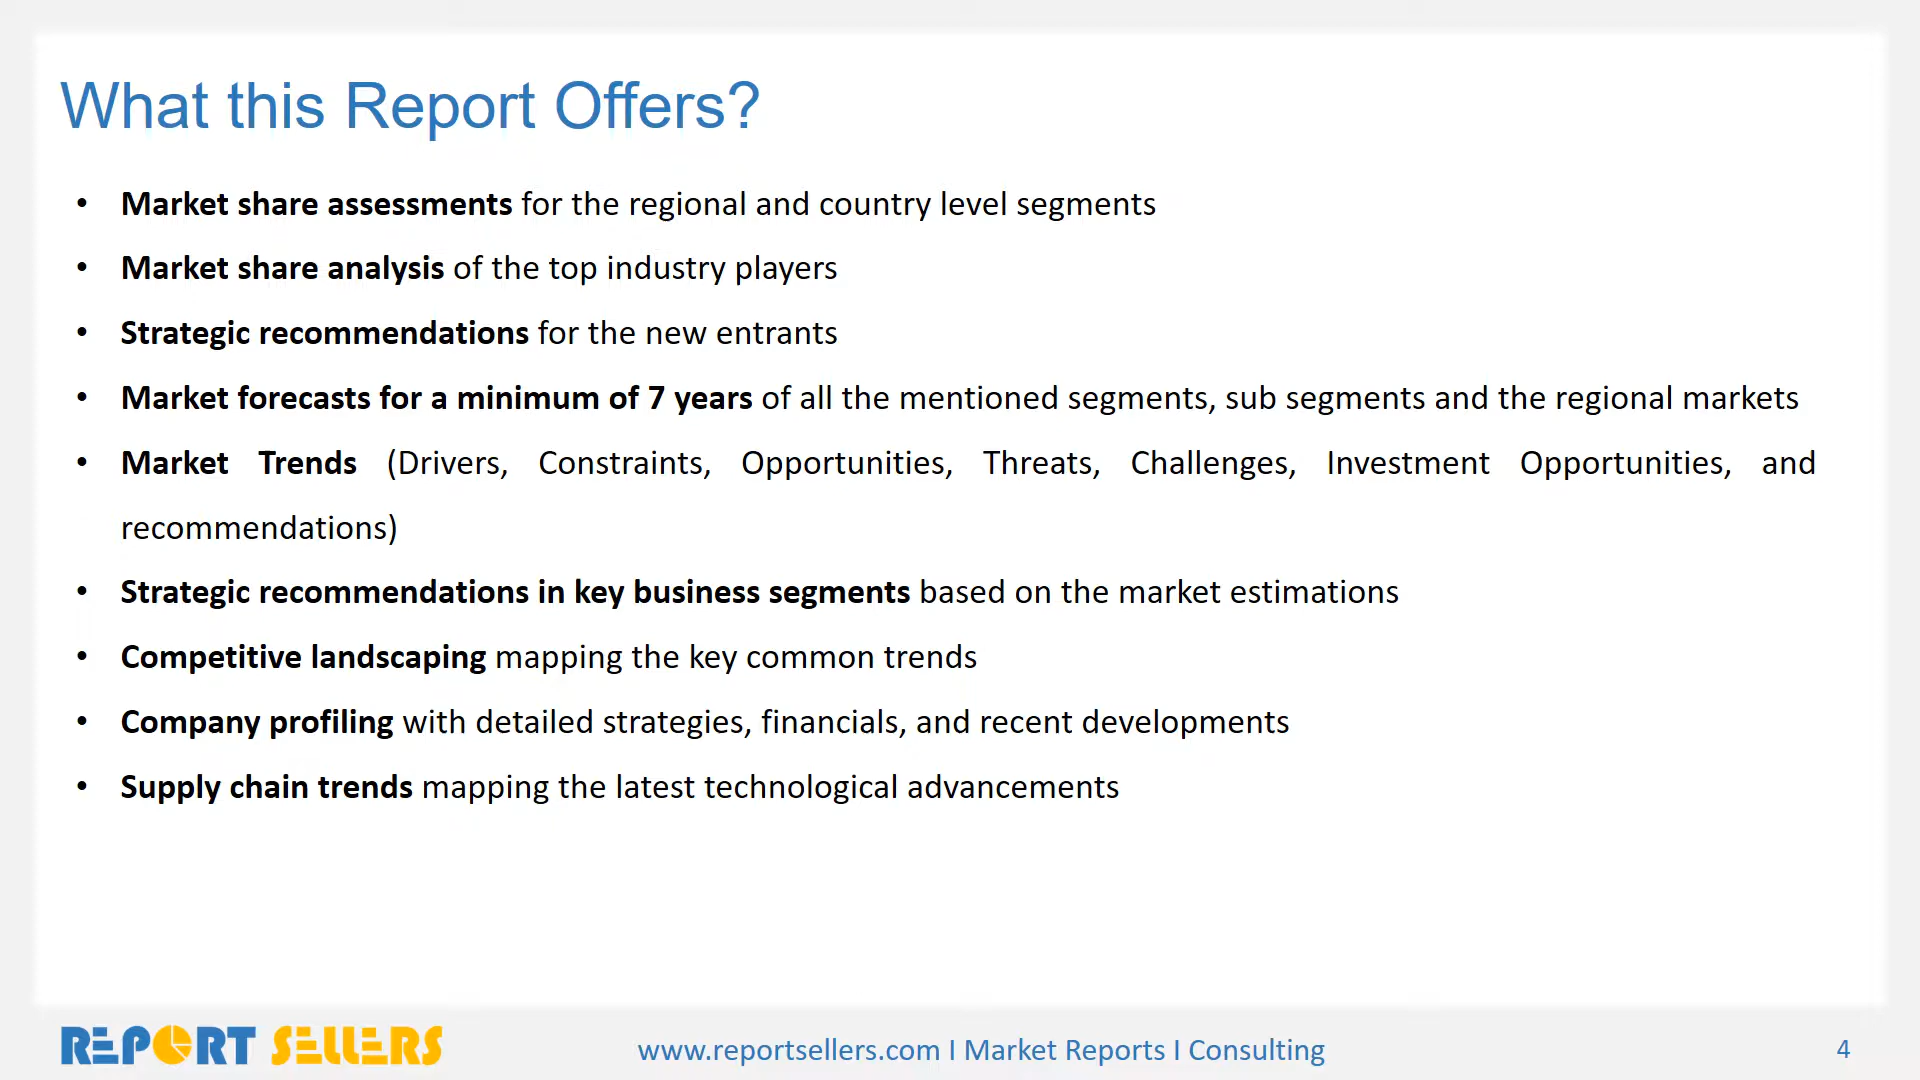 What this Report Offers?
• Market share assessments for the regional and country level segments
• Market share analysis of the top industry players
• Strategic recommendations for the new entrants
• Market forecasts for a minimum of 7 years of all the mentioned segments, sub segments and the regional markets
• Market Trends (Drivers, Constraints, Opportunities, Threats, Challenges, Investment Opportunities, and
recommendations)
• Strategic recommendations in key business segments based on the market estimations
• Competitive landscaping mapping the key common trends
• Company profiling with detailed strategies, financials, and recent developments
• Supply chain trends mapping the latest technological advancements
REPORT SELLERS
www.reportsellers.com I Market Reports I Consulting
4